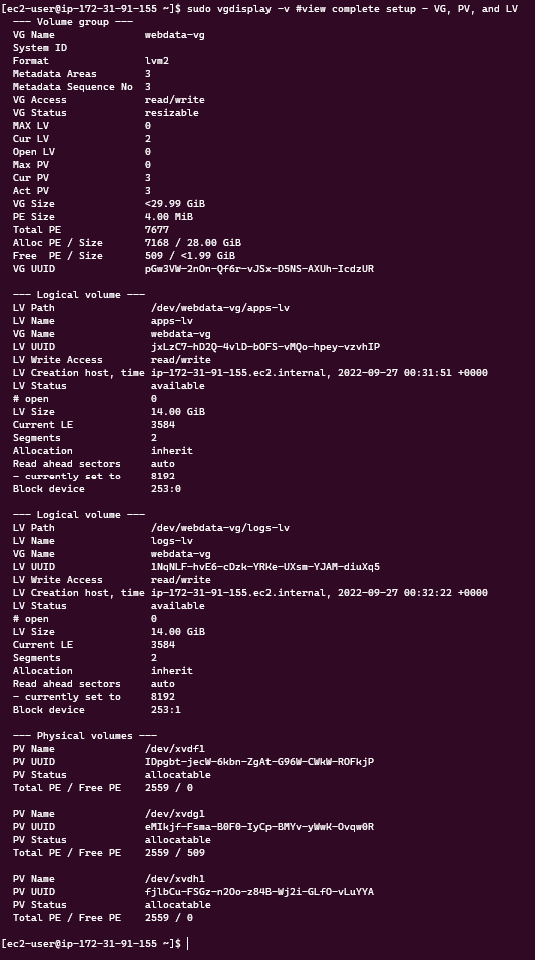 [ec2-user@ip-172-31-91-155 ~]$ sudo vgdisplay -v #view complete setup - VG, PV, and LV
--- Volume group ---
VG Name webdata-vg
System ID
Format lvm2
Metadata Areas 3
Metadata Sequence No 3
VG Access read/write
VG Status resizable
MAX LV 0
Cur LV 2
Open LV 0
Max PV 0
Cur PV 3
Act PV 3
VG Size <29.99 GiB
PE Size 4.00 MiB
Total PE 7677
Alloc PE / Size 7168 / 28.00 GiB
Free PE / Size 509 / <1.99 GiB
VG UUID pGw3VW-2nOn-Qf6r-vJSx-D5NS-AXUh-IcdzUR
--- Logical volume ---
LV Path /dev/webdata-vg/apps-lv
LV Name apps-lv
VG Name webdata-vg
LV UUID jxLzC7-hD2Q-4vlD-bOFS-vMQo-hpey-vzvhIP
LV Write Access read/write
LV Creation host, time ip-172-31-91-155.ec2.internal, 2022-09-27 00:31:51 +0000
LV Status available
# open 0
LV Size 14.00 GiB
Current LE 3584
Segments 2
Allocation inherit
Read ahead sectors auto
- currently set to 8192
Block device 253:0
--- Logical volume ---
LV Path /dev/webdata-vg/logs-lv
LV Name logs-lv
VG Name webdata-vg
LV UUID 1NqNLF-hvE6-cDzk-YRKe-UXsm-YJAM-diuXq5
LV Write Access read/write
LV Creation host, time ip-172-31-91-155.ec2.internal, 2022-09-27 00:32:22 +0000
LV Status available
# open 0
LV Size 14.00 GiB
Current LE 3584
Segments 2
Allocation inherit
Read ahead sectors auto
- currently set to 8192
Block device 253:1
--- Physical volumes ---
PV Name /dev/xvdf1
PV UUID IDpgbt-jecW-6kbn-ZgAt-G96W-CWkW-ROFkjP
PV Status allocatable
Total PE / Free PE 2559 / 0
PV Name /dev/xvdg1
PV UUID eMIkjf-Fsma-B0F0-IyCp-BMYv-yWwK-Ovqw0R
PV Status allocatable
Total PE / Free PE 2559 / 509
PV Name /dev/xvdh1
PV UUID fjlbCu-FSGz-n2Oo-z84B-Wj2i-GLfO-vLuYYA
PV Status allocatable
Total PE / Free PE 2559 / 0
[ec2-user@ip-172-31-91-155 ~]$